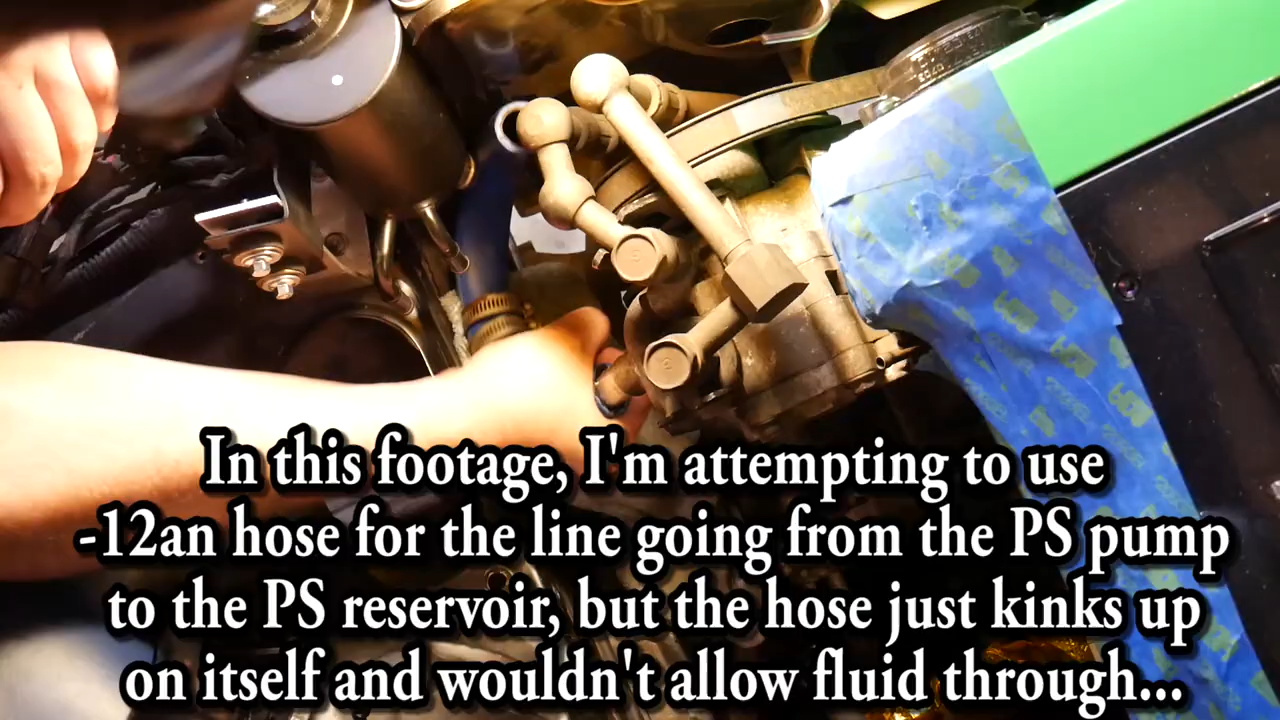 In this footage, I'm attempting to use
-12an hose for the line going from the PS pump
to the PS reservoir, but the hose just kinks up
on itself and wouldn't allow fluid through...